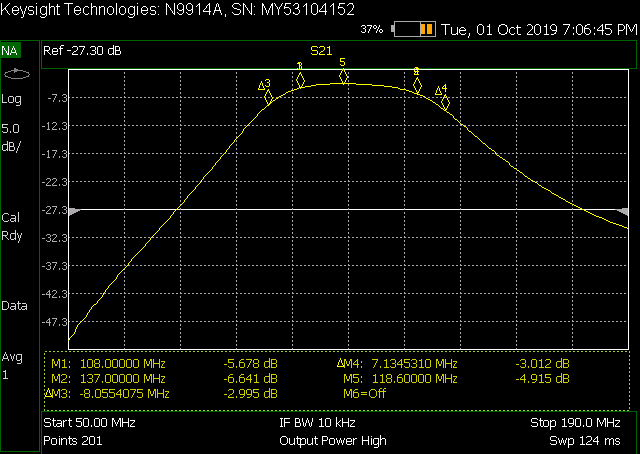 Keysight Technologies: N9914A, SN: MY53104152
37% Tue, 01 Oct 2019 7:06:45 PM
NA Ref -27.30 dB S21
Log
5.0
dB/
Cal
Rdy
Data
Avg
1
-7.3
-12.3
-17.3
-22.3
-27.3
-32.3
-37.3
-42.3
-47.3
Δ3
1
5
2
Δ4
M1: 108.00000 MHz -5.678 dB ΔM4: 7.1345310 MHz -3.012 dB
M2: 137.00000 MHz -6.641 dB M5: 118.60000 MHz -4.915 dB
ΔM3: -8.0554075 MHz -2.995 dB M6=Off
Start 50.00 MHz IF BW 10 kHz Stop 190.0 MHz
Points 201 Output Power High Swp 124 ms